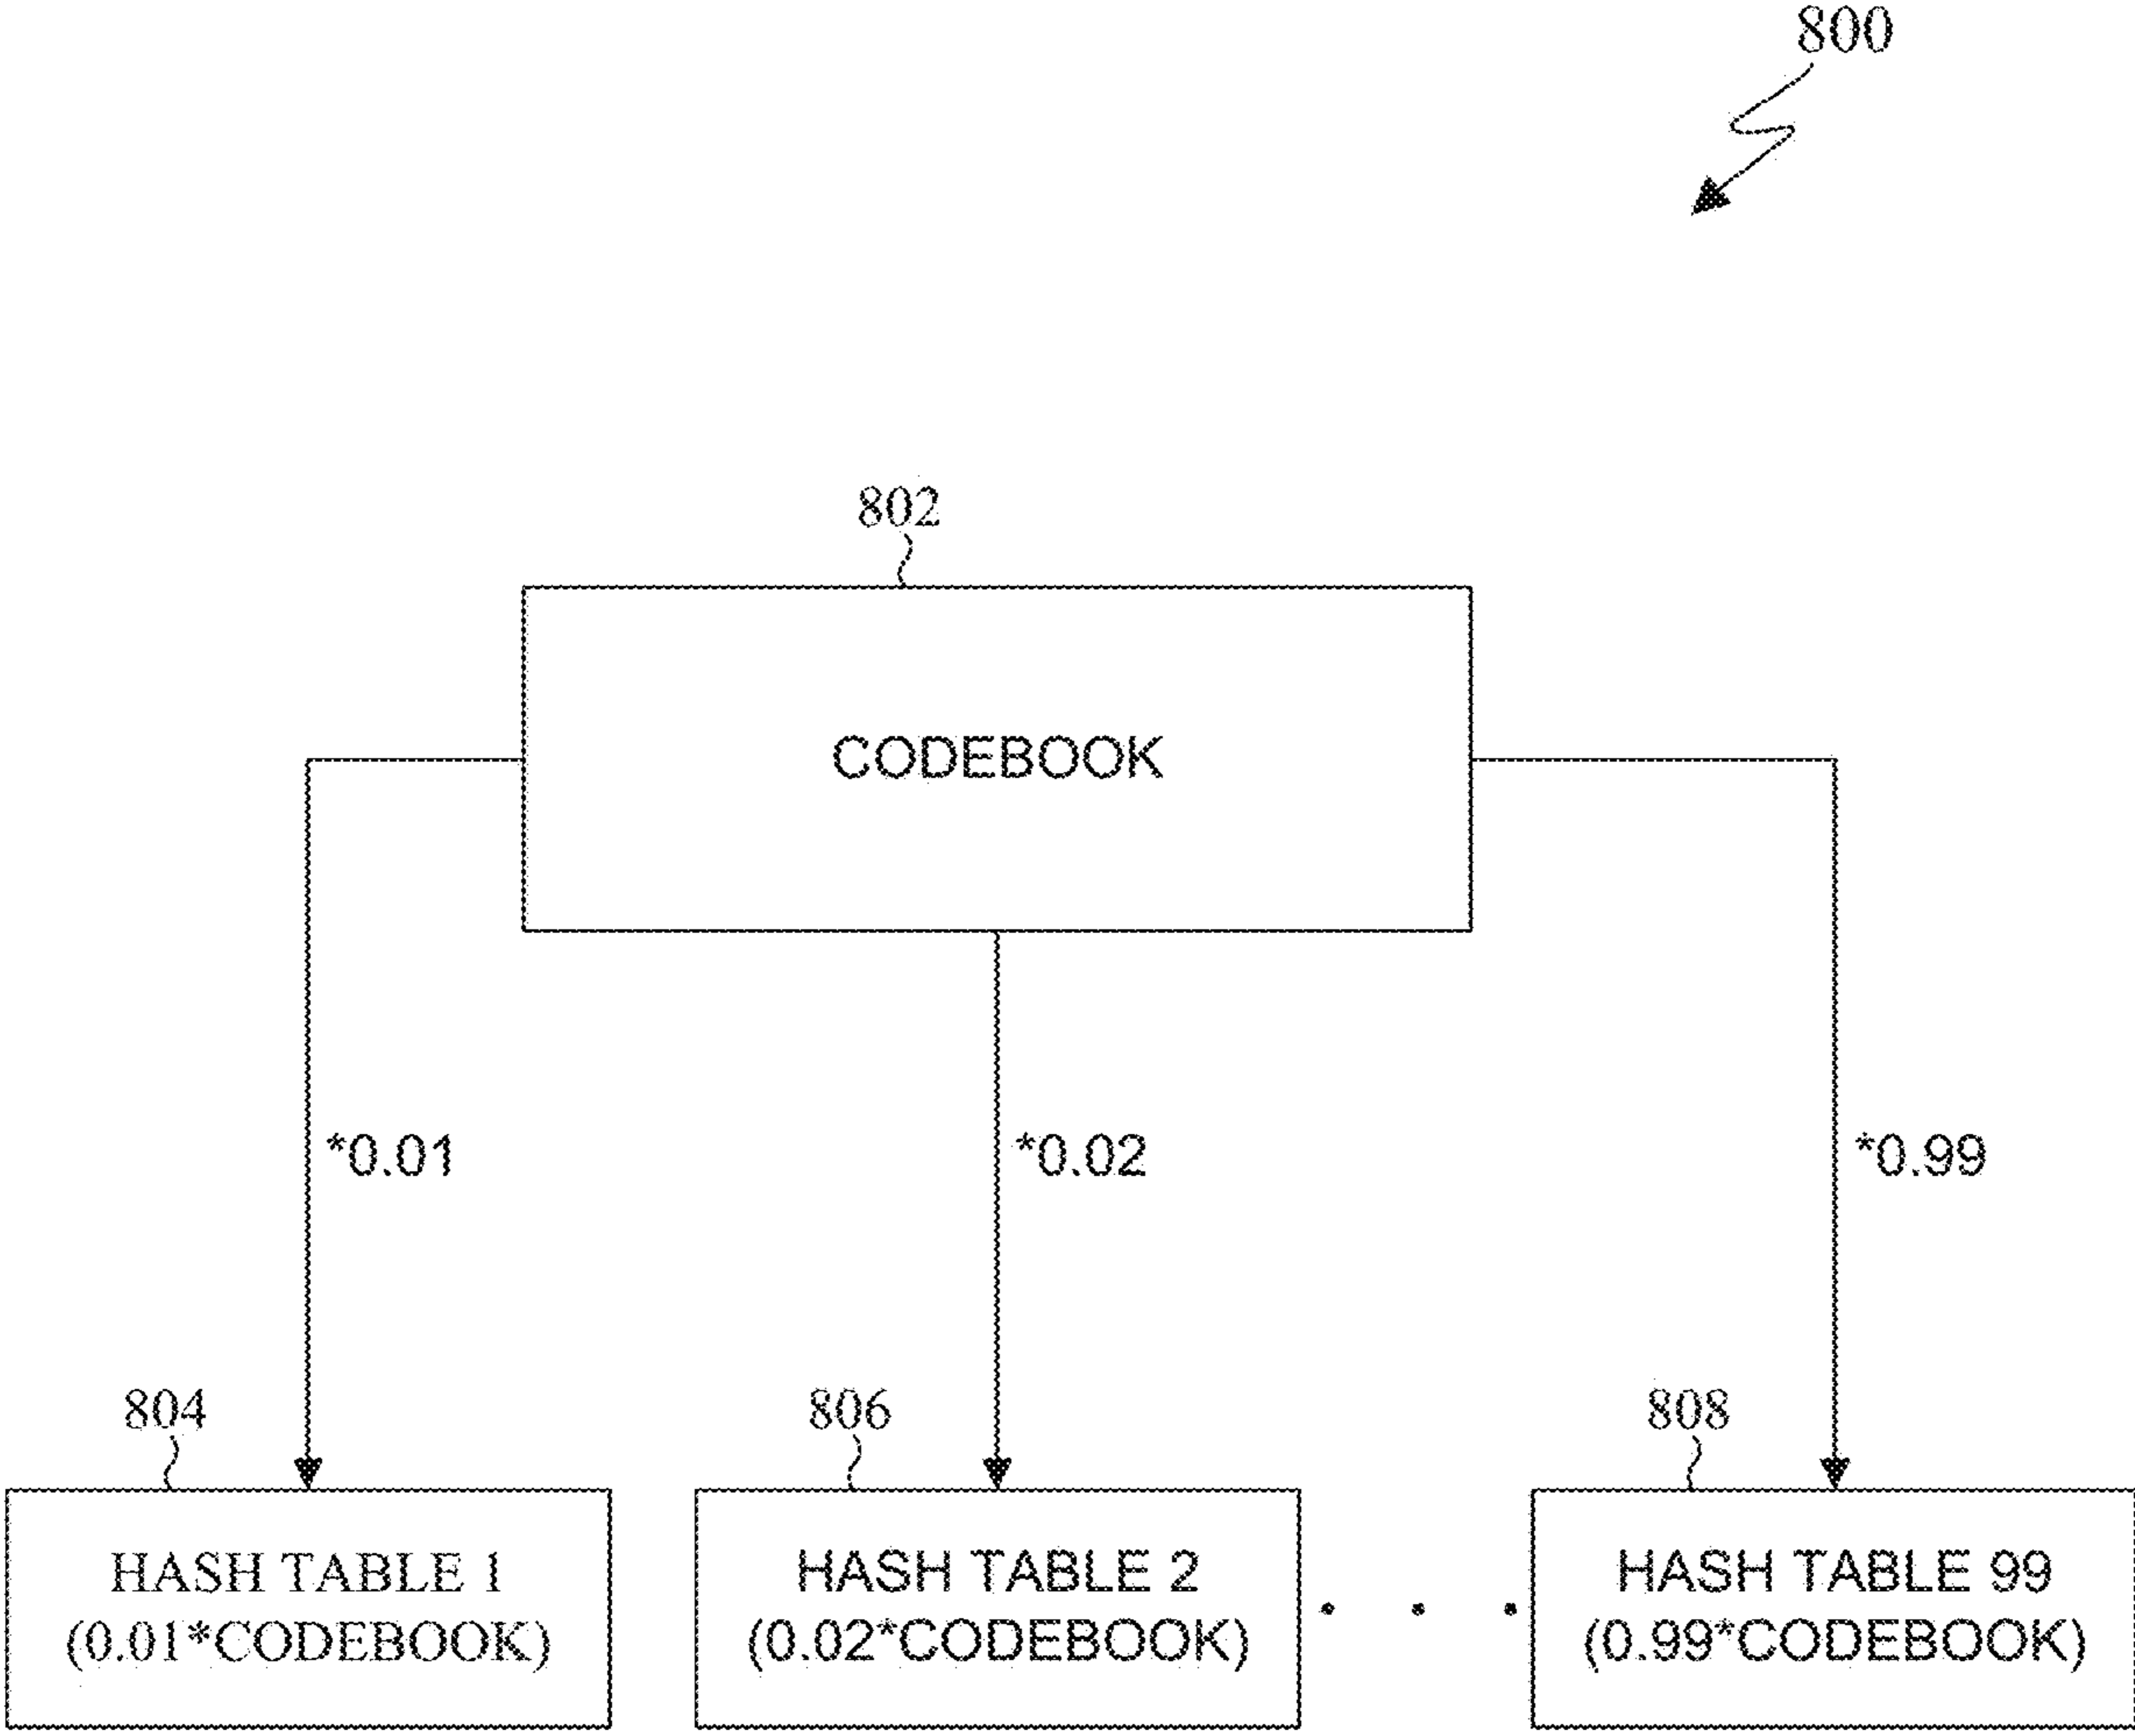 800
802
CODEBOOK
*0.01
*0.02
*0.99
804
806
808
HASH TABLE 1
(0.01*CODEBOOK)
HASH TABLE 2
(0.02*CODEBOOK)
. . .
HASH TABLE 99
(0.99*CODEBOOK)